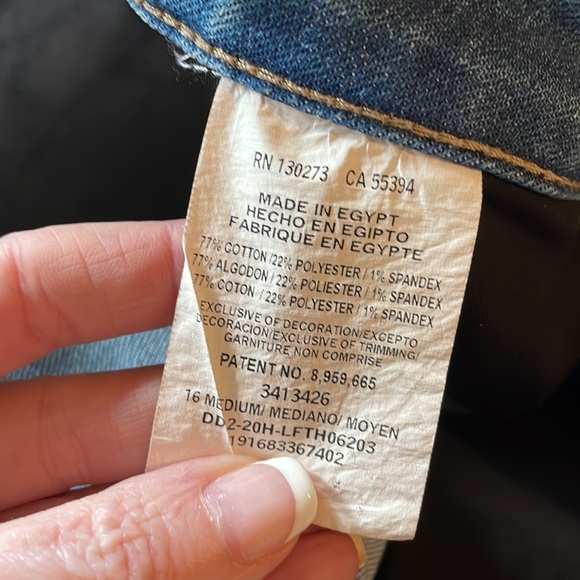 RN 130273 CA 55394
MADE IN EGYPT
HECHO EN EGIPTO
FABRIQUE EN EGYPTE
77% COTTON / 22% POLYESTER / 1% SPANDEX
77% ALGODON / 22% POLIESTER / 1% SPANDEX
77% COTON / 22% POLYESTER / 1% SPANDEX
EXCLUSIVE OF DECORATION/EXCEPTO
DECORACION/EXCLUSIVE OF TRIMMING/
GARNITURE NON COMPRISE
PATENT NO. 8,959,665
3413426
16 MEDIUM/ MEDIANO/ MOYEN
DD2-20H-LFTH06203
191683367402